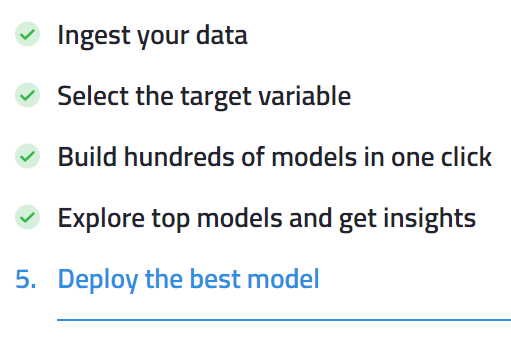 Ingest your data
Select the target variable
Build hundreds of models in one click
Explore top models and get insights
5. Deploy the best model